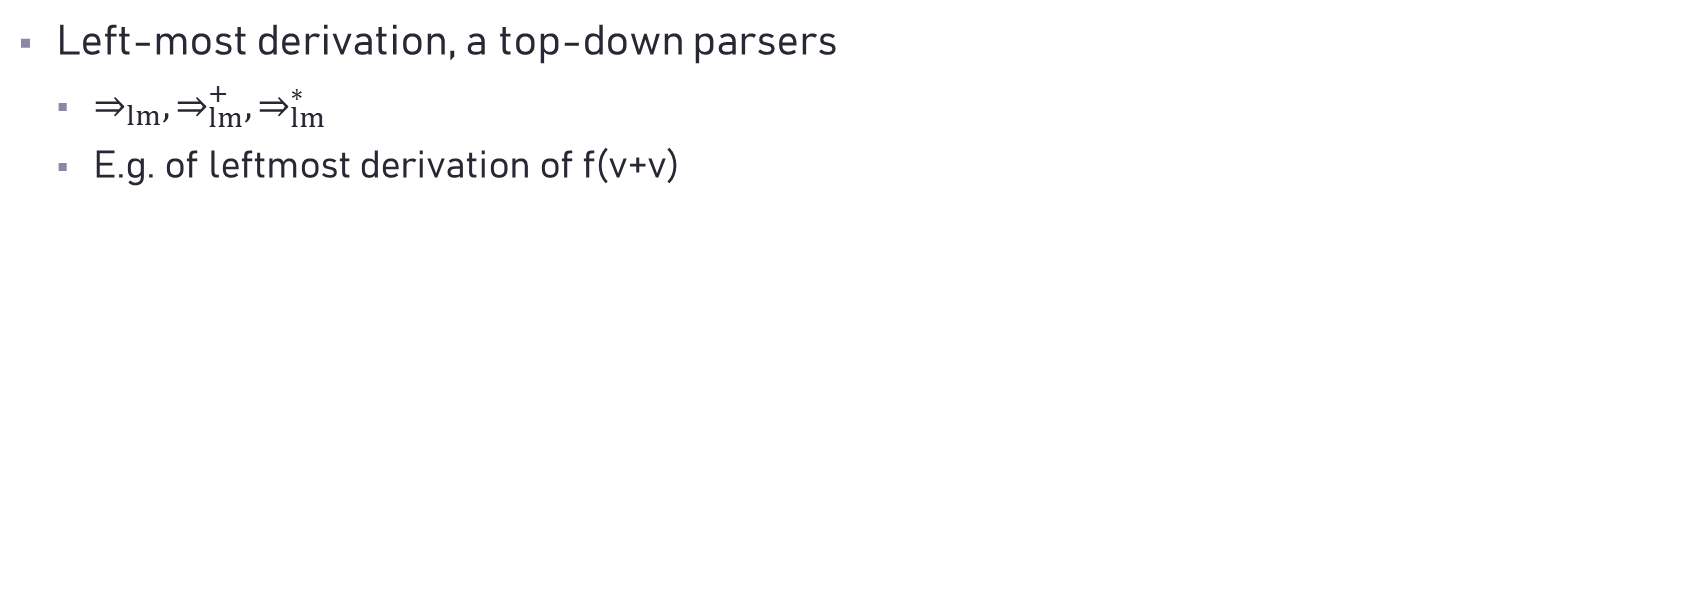 ▪ Left-most derivation, a top-down parsers
▪ ⇒lm, ⇒+lm, ⇒*lm
▪ E.g. of leftmost derivation of f(v+v)